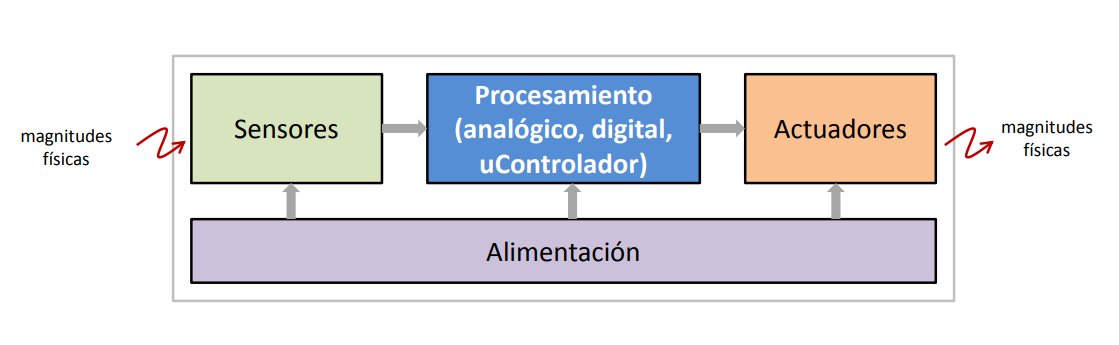 magnitudes
físicas
Sensores
Procesamiento
(analógico, digital,
uControlador)
Actuadores
magnitudes
físicas
Alimentación